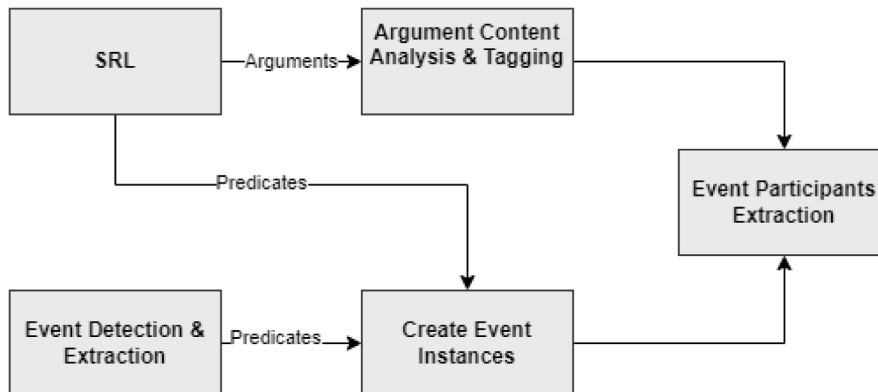 SRL
Arguments
Argument Content
Analysis & Tagging
Predicates
Event Participants
Extraction
Event Detection &
Extraction
Predicates
Create Event
Instances